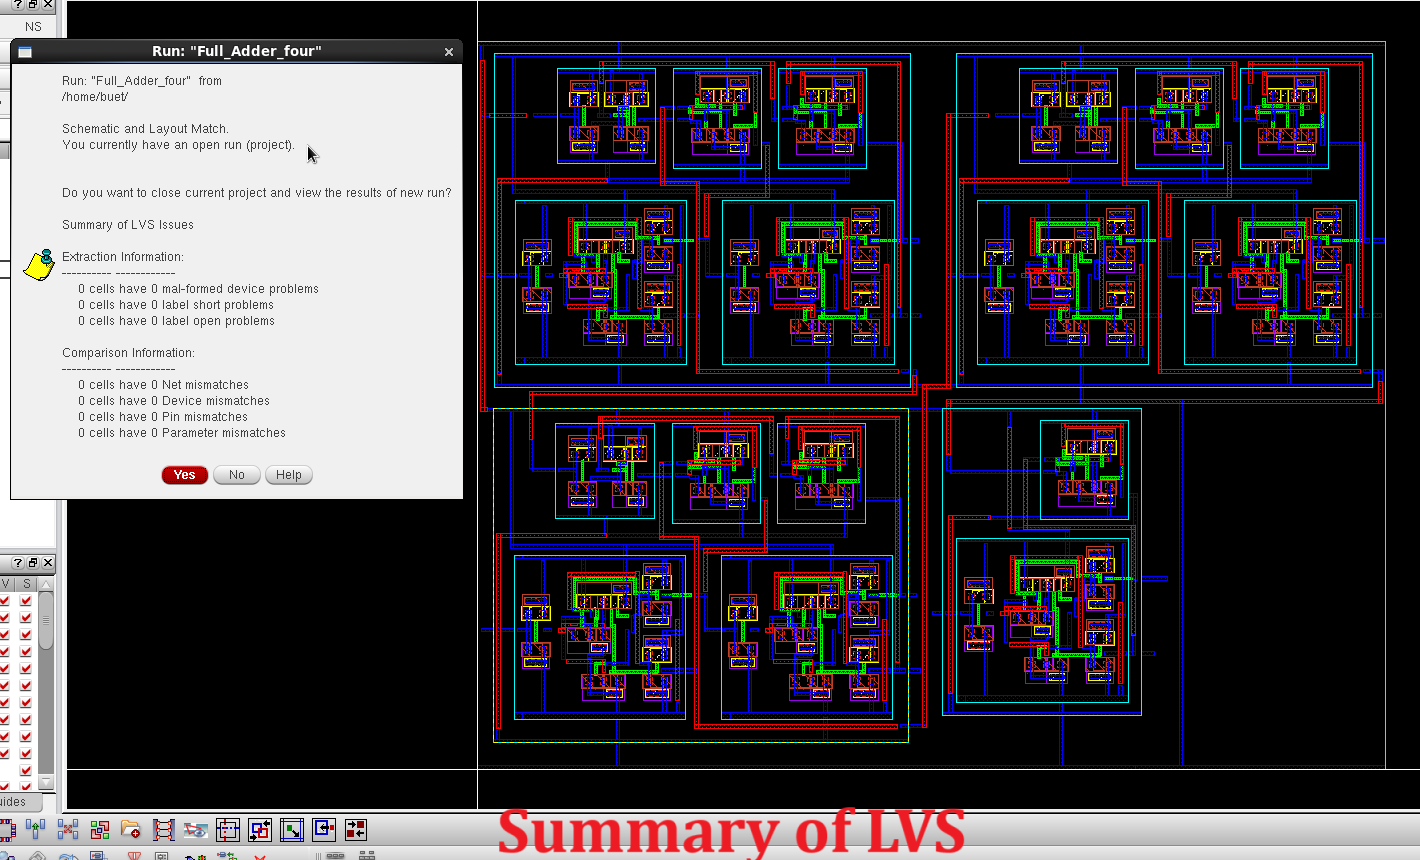 NS
Run: "Full_Adder_four"
Run: "Full_Adder_four" from
/home/buet/
Schematic and Layout Match.
You currently have an open run (project).
Do you want to close current project and view the results of new run?
Summary of LVS Issues
Extraction Information:
---------- ------------
0 cells have 0 mal-formed device problems
0 cells have 0 label short problems
0 cells have 0 label open problems
Comparison Information:
---------- ------------
0 cells have 0 Net mismatches
0 cells have 0 Device mismatches
0 cells have 0 Pin mismatches
0 cells have 0 Parameter mismatches
Yes No Help
V S
uides
Summary of LVS